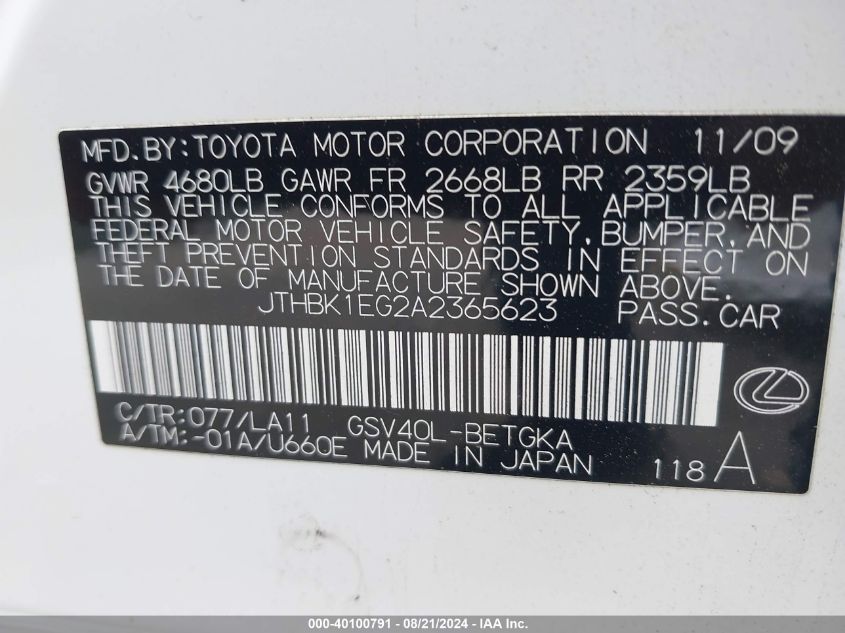 MFD.BY:TOYOTA MOTOR CORPORATION 11/09
GVWR 4680LB GAWR FR 2668LB RR 2359LB
THIS VEHICLE CONFORMS TO ALL APPLICABLE
FEDERAL MOTOR VEHICLE SAFETY,BUMPER,AND
THEFT PREVENTION STANDARDS IN EFFECT ON
THE DATE OF MANUFACTURE SHOWN ABOVE.
JTHBK1EG2A2365623 PASS.CAR
C/TR:077/LA11 GSV40L-BETGKA
A/TM:-01A/U660E MADE IN JAPAN 118 A
000-40100791 - 08/21/2024 - IAA Inc.